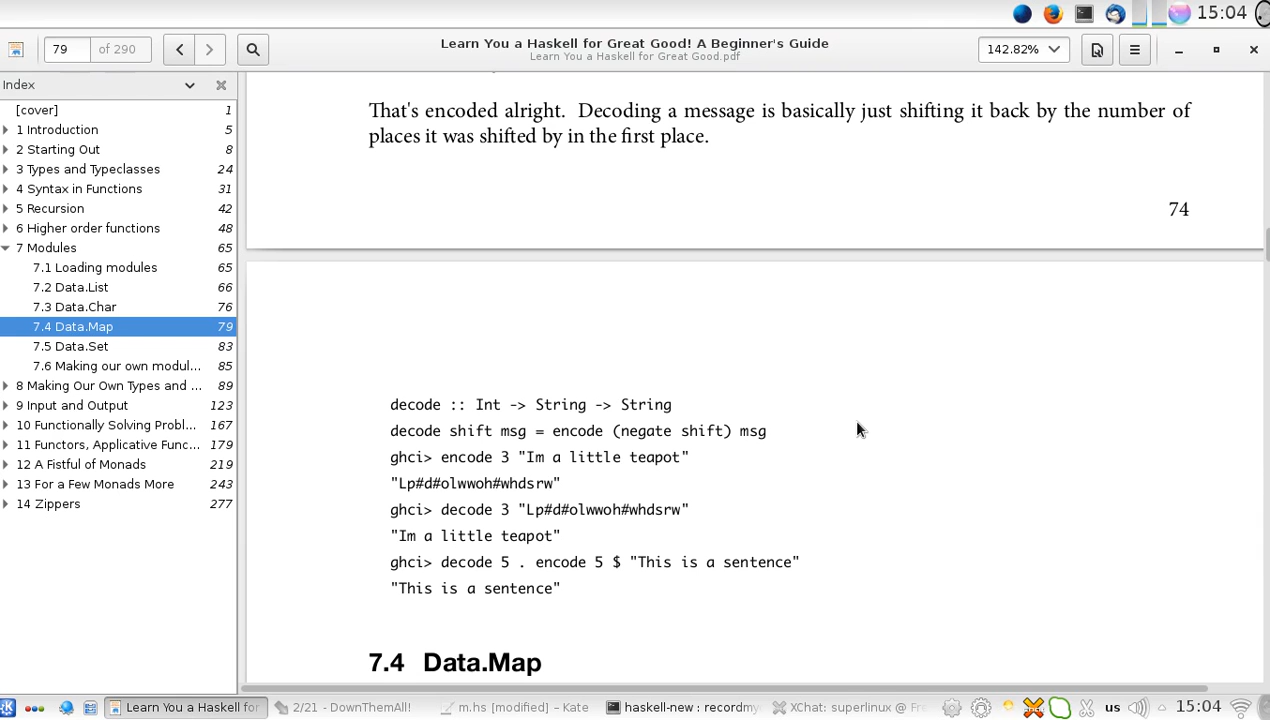 15:04
79
of 290
Learn You a Haskell for Great Good! A Beginner's Guide
Learn You a Haskell for Great Good.pdf
142.82%
Index
[cover] 1
1 Introduction 5
2 Starting Out 8
3 Types and Typeclasses 24
4 Syntax in Functions 31
5 Recursion 42
6 Higher order functions 48
7 Modules 65
7.1 Loading modules 65
7.2 Data.List 66
7.3 Data.Char 76
7.4 Data.Map 79
7.5 Data.Set 83
7.6 Making our own modul... 85
8 Making Our Own Types and ... 89
9 Input and Output 123
10 Functionally Solving Probl... 167
11 Functors, Applicative Func... 179
12 A Fistful of Monads 219
13 For a Few Monads More 243
14 Zippers 277
That's encoded alright. Decoding a message is basically just shifting it back by the number of
places it was shifted by in the first place.
74
decode :: Int -> String -> String
decode shift msg = encode (negate shift) msg
ghci> encode 3 "Im a little teapot"
"Lp#d#olwwoh#whdsrw"
ghci> decode 3 "Lp#d#olwwoh#whdsrw"
"Im a little teapot"
ghci> decode 5 . encode 5 $ "This is a sentence"
"This is a sentence"
7.4 Data.Map
Learn You a Haskell for
2/21 - DoThemAll!
m.hs [modified] – Kate
haskell-new : recordmy
XChat: superlinux @ Fre
us
15:04